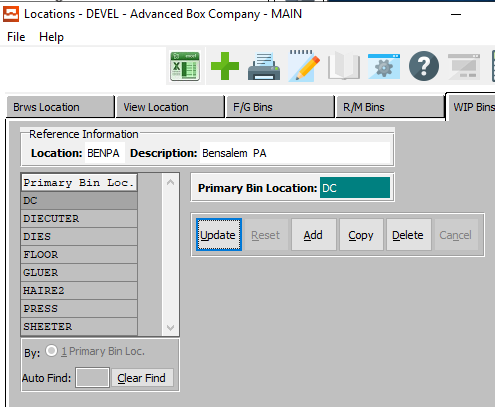 Locations - DEVEL - Advanced Box Company - MAIN
File Help
Brws Location View Location F/G Bins R/M Bins WIP Bins
Reference Information
Location: BENPA Description: Bensalem PA
Primary Bin Loc.
DC
DIECUTER
DIES
FLOOR
GLUER
HAIRE2
PRESS
SHEETER
By: 1 Primary Bin Loc.
Auto Find: Clear Find
Primary Bin Location: DC
Update Reset Add Copy Delete Cancel